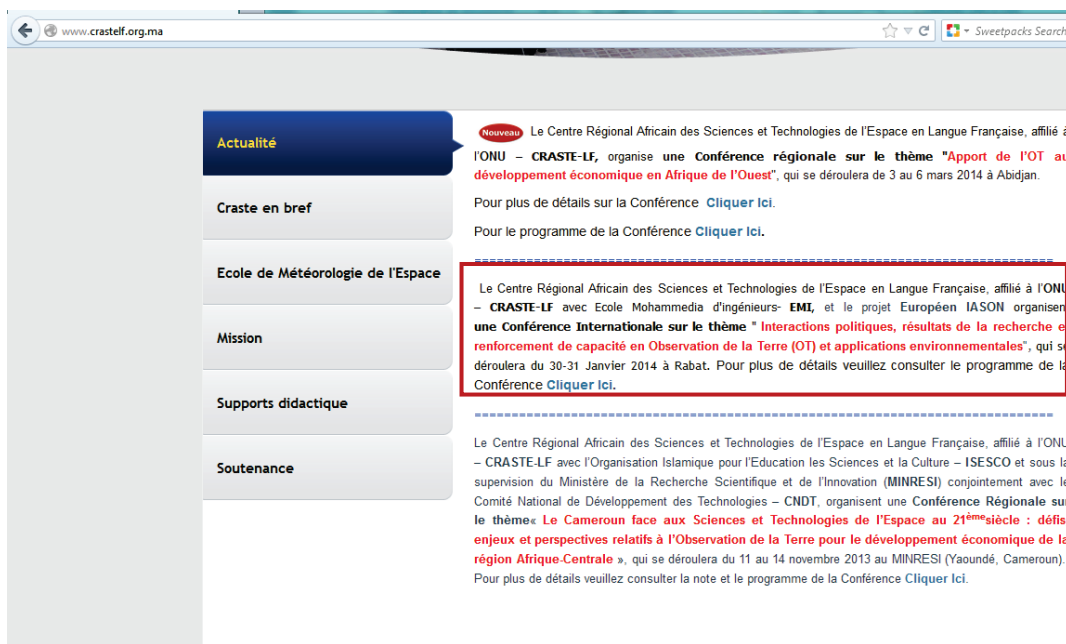 www.crastelf.org.ma
Sweetpacks Search
Actualité
Craste en bref
Ecole de Météorologie de l'Espace
Mission
Supports didactique
Soutenance
Nouveau Le Centre Régional Africain des Sciences et Technologies de l'Espace en Langue Française, affilié à
l'ONU – CRASTE-LF, organise une Conférence régionale sur le thème "Apport de l'OT au
développement économique en Afrique de l'Ouest", qui se déroulera de 3 au 6 mars 2014 à Abidjan.
Pour plus de détails sur la Conférence Cliquer Ici.
Pour le programme de la Conférence Cliquer Ici.
Le Centre Régional Africain des Sciences et Technologies de l'Espace en Langue Française, affilié à l'ONU
– CRASTE-LF avec Ecole Mohammedia d'ingénieurs- EMI, et le projet Européen IASON organisen
une Conférence Internationale sur le thème " Interactions politiques, résultats de la recherche e
renforcement de capacité en Observation de la Terre (OT) et applications environnementales", qui se
déroulera du 30-31 Janvier 2014 à Rabat. Pour plus de détails veuillez consulter le programme de la
Conférence Cliquer Ici.
Le Centre Régional Africain des Sciences et Technologies de l'Espace en Langue Française, affilié à l'ONU
– CRASTE-LF avec l'Organisation Islamique pour l'Education les Sciences et la Culture – ISESCO et sous la
supervision du Ministère de la Recherche Scientifique et de l'Innovation (MINRESI) conjointement avec le
Comité National de Développement des Technologies – CNDT, organisent une Conférence Régionale sur
le thème« Le Cameroun face aux Sciences et Technologies de l'Espace au 21èmesiècle : défis,
enjeux et perspectives relatifs à l'Observation de la Terre pour le développement économique de la
région Afrique-Centrale », qui se déroulera du 11 au 14 novembre 2013 au MINRESI (Yaoundé, Cameroun).
Pour plus de détails veuillez consulter la note et le programme de la Conférence Cliquer Ici.